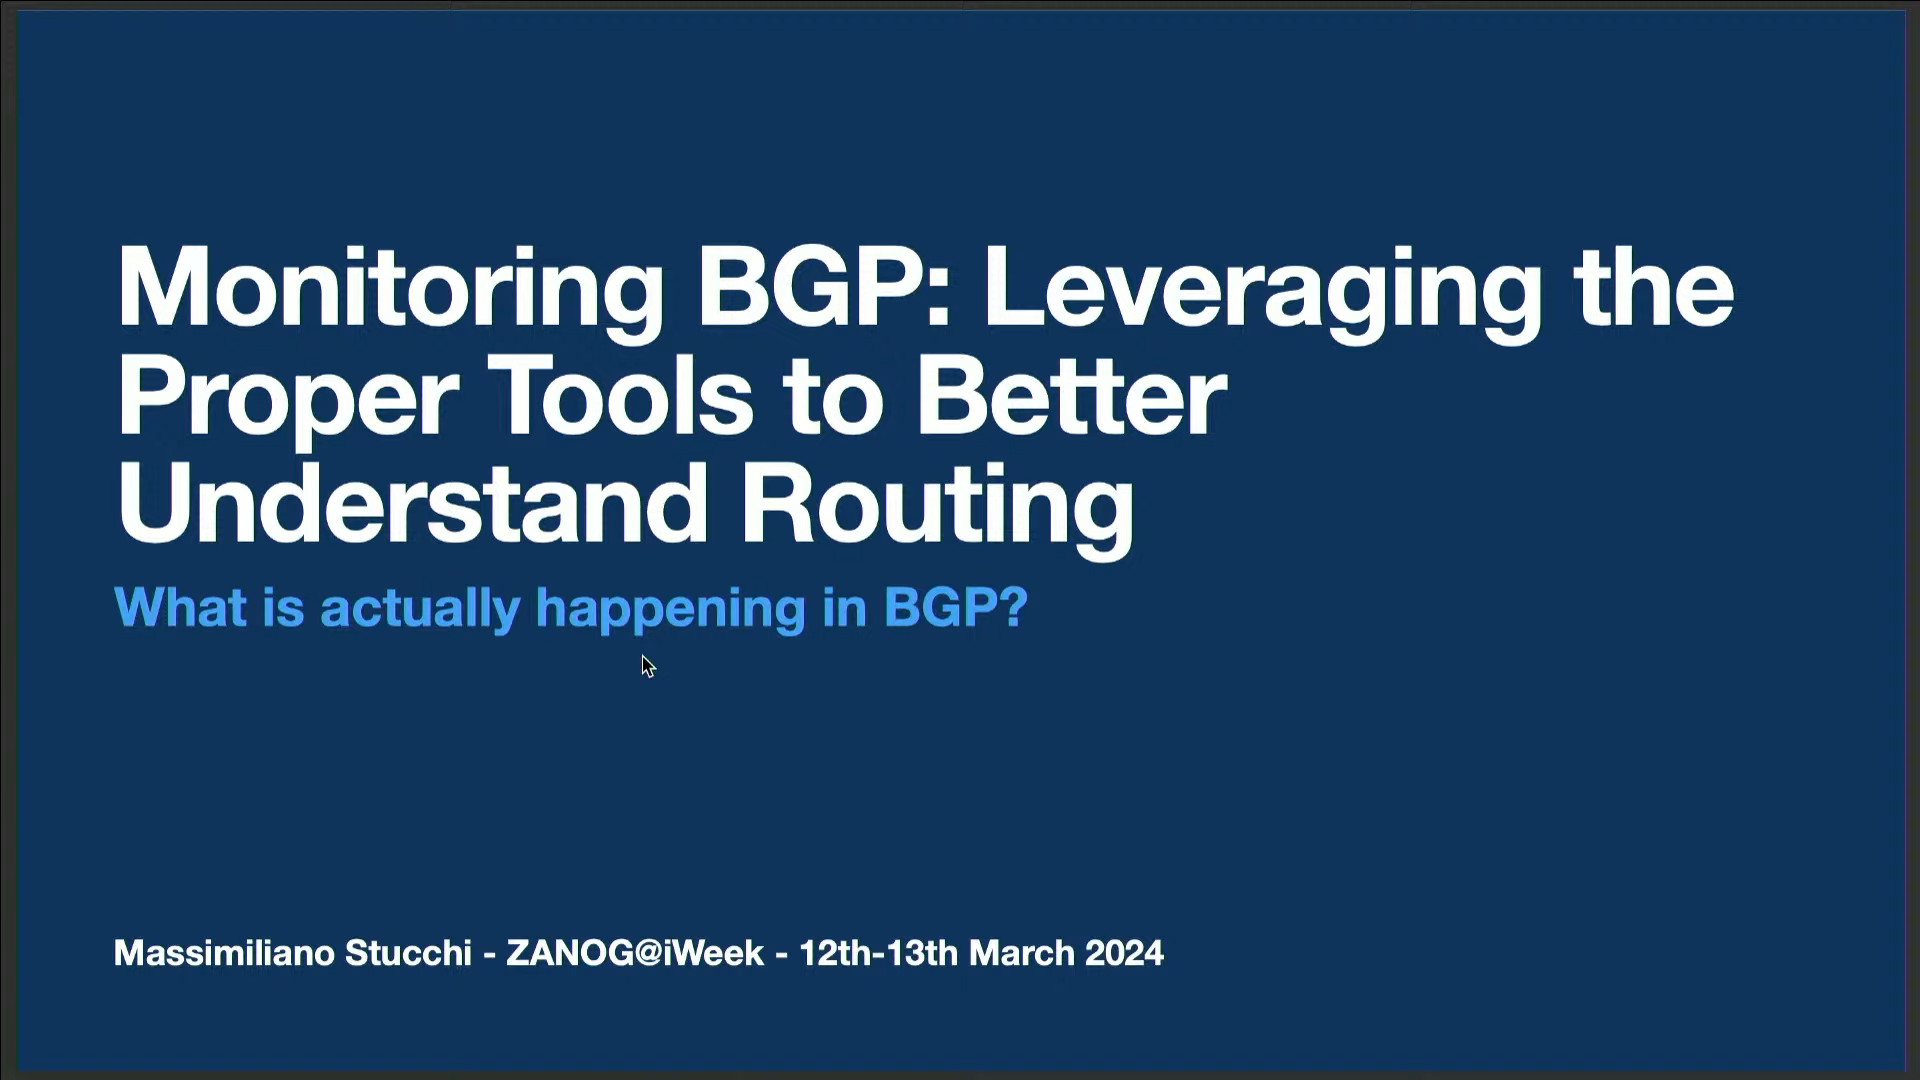 Monitoring BGP: Leveraging the
Proper Tools to Better
Understand Routing
What is actually happening in BGP?
Massimiliano Stucchi - ZANOG@iWeek - 12th-13th March 2024